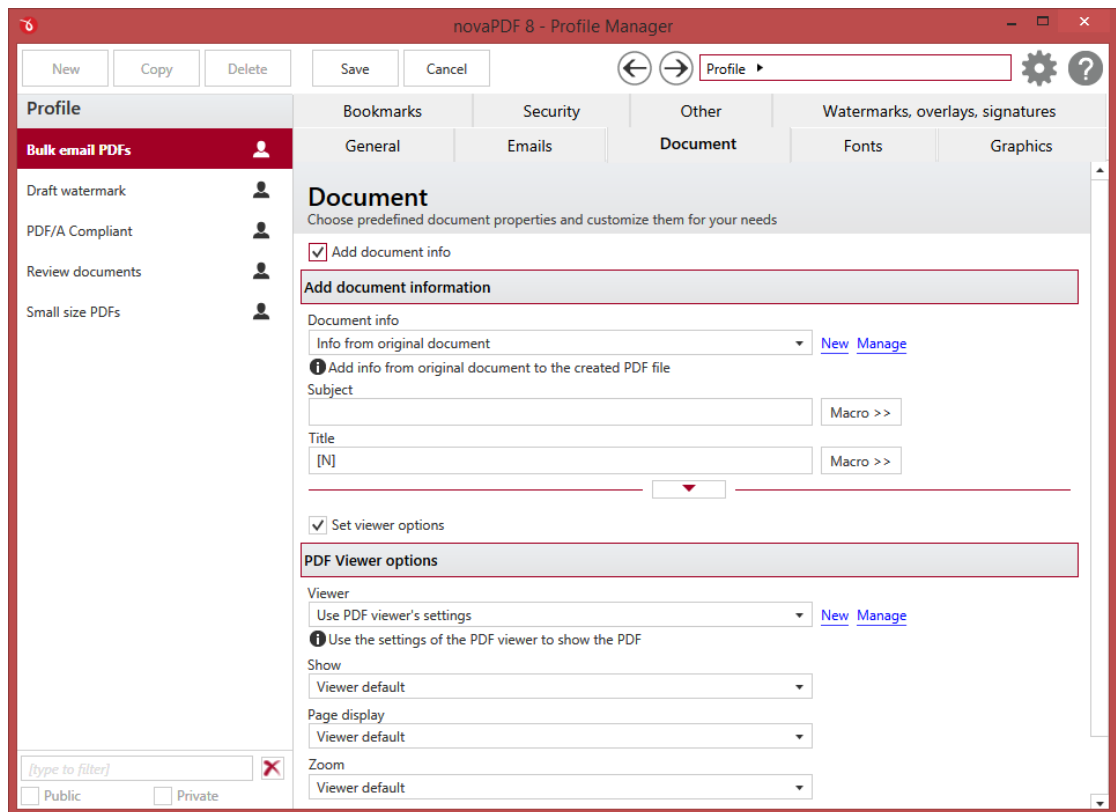 novaPDF 8 - Profile Manager
New Copy Delete Save Cancel Profile
Profile
Bookmarks Security Other Watermarks, overlays, signatures
General Emails Document Fonts Graphics
Bulk email PDFs
Draft watermark
PDF/A Compliant
Review documents
Small size PDFs
[type to filter]
Public Private
Document
Choose predefined document properties and customize them for your needs
Add document info
Add document information
Document info
Info from original document New Manage
Add info from original document to the created PDF file
Subject
Macro >>
Title
[N] Macro >>
Set viewer options
PDF Viewer options
Viewer
Use PDF viewer's settings New Manage
Use the settings of the PDF viewer to show the PDF
Show
Viewer default
Page display
Viewer default
Zoom
Viewer default